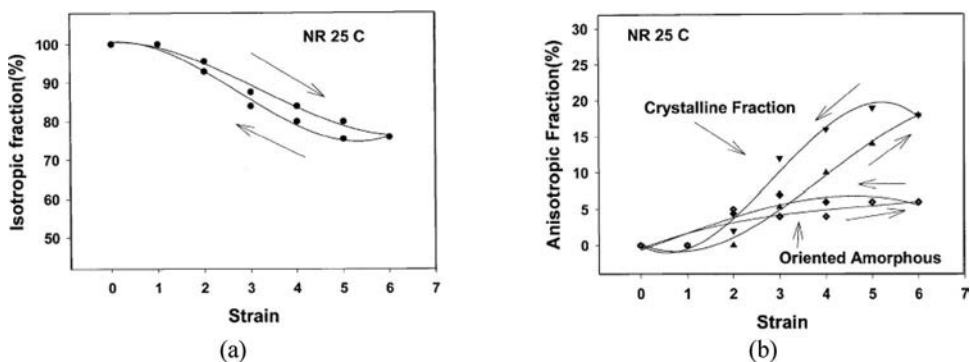 NR 25 C
Isotropic fraction(%)
100
90
80
70
60
50
0 1 2 3 4 5 6 7
Strain
(a)
NR 25 C
Crystalline Fraction
Oriented Amorphous
Anisotropic fraction(%)
30
25
20
15
10
5
0
0 1 2 3 4 5 6 7
Strain
(b)